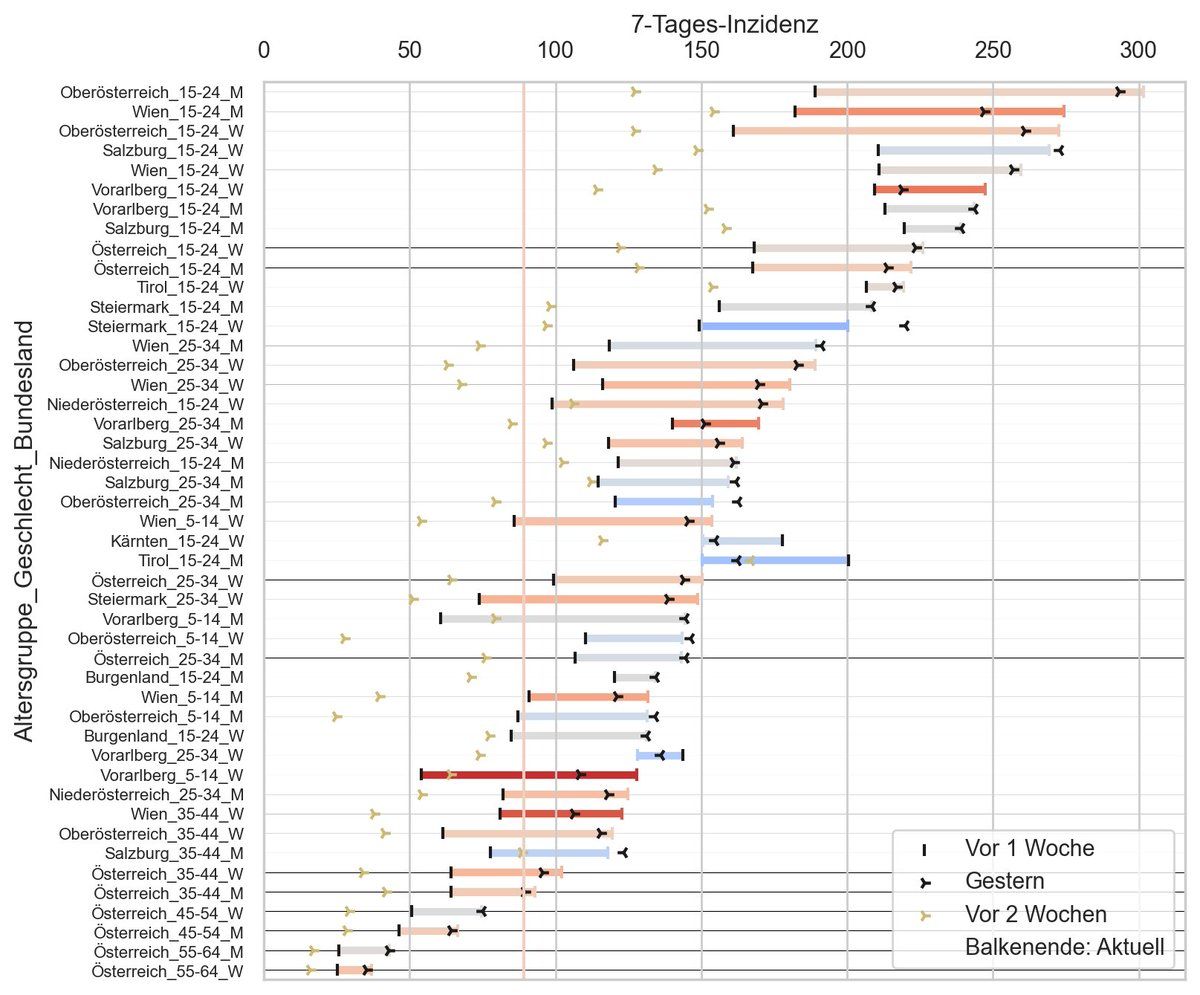 7-Tages-Inzidenz
0 50 100 150 200 250 300
Altersgruppe_Geschlecht_Bundesland
Oberösterreich_15-24_M
Wien_15-24_M
Oberösterreich_15-24_W
Salzburg_15-24_W
Wien_15-24_W
Vorarlberg_15-24_W
Vorarlberg_15-24_M
Salzburg_15-24_M
Österreich_15-24_W
Österreich_15-24_M
Tirol_15-24_W
Steiermark_15-24_M
Steiermark_15-24_W
Wien_25-34_M
Oberösterreich_25-34_W
Wien_25-34_W
Niederösterreich_15-24_W
Vorarlberg_25-34_M
Salzburg_25-34_W
Niederösterreich_15-24_M
Salzburg_25-34_M
Oberösterreich_25-34_M
Wien_5-14_W
Kärnten_15-24_W
Tirol_15-24_M
Österreich_25-34_W
Steiermark_25-34_W
Vorarlberg_5-14_M
Oberösterreich_5-14_W
Österreich_25-34_M
Burgenland_15-24_M
Wien_5-14_M
Oberösterreich_5-14_M
Burgenland_15-24_W
Vorarlberg_25-34_W
Vorarlberg_5-14_W
Niederösterreich_25-34_M
Wien_35-44_W
Oberösterreich_35-44_W
Salzburg_35-44_M
Österreich_35-44_W
Österreich_35-44_M
Österreich_45-54_W
Österreich_45-54_M
Österreich_55-64_M
Österreich_55-64_W
Vor 1 Woche
Gestern
Vor 2 Wochen
Balkenende: Aktuell